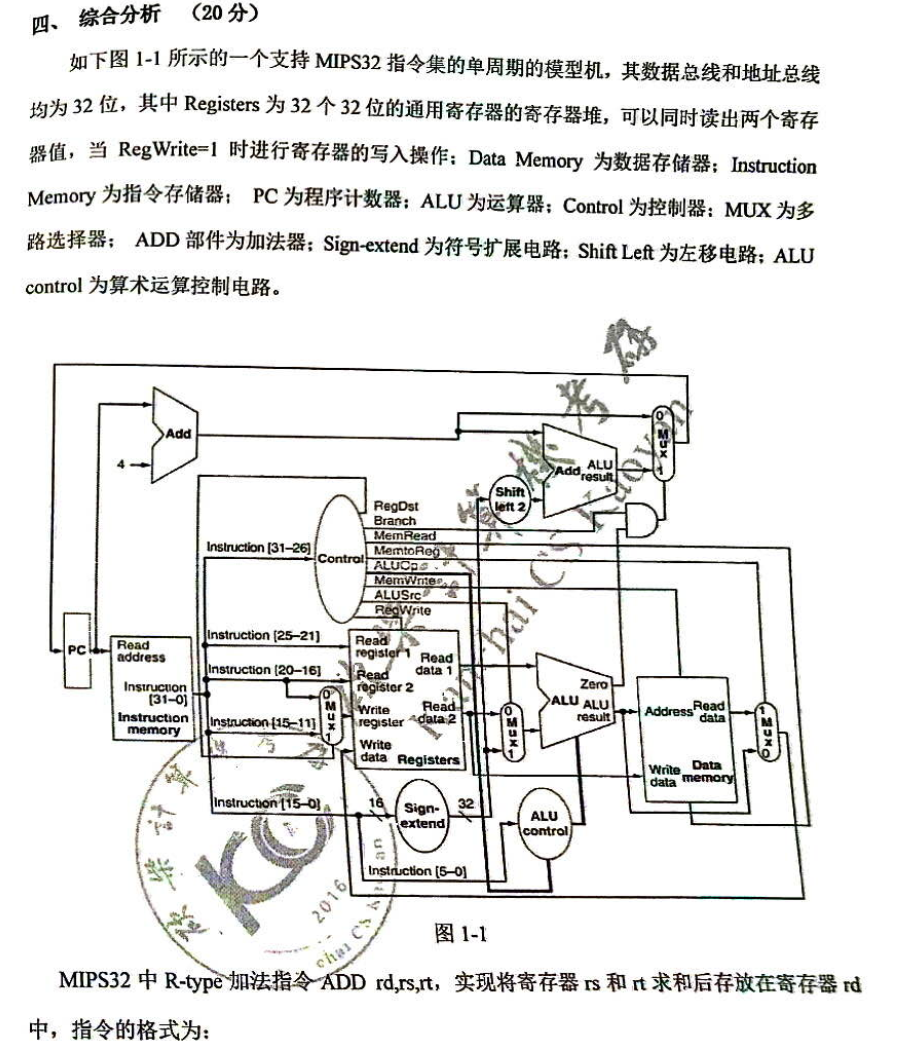 四、 综合分析 （20 分）
如下图 1-1 所示的一个支持 MIPS32 指令集的单周期的模型机，其数据总线和地址总线
均为 32 位，其中 Registers 为 32 个 32 位的通用寄存器的寄存器堆，可以同时读出两个寄存
器值，当 RegWrite=1 时进行寄存器的写入操作；Data Memory 为数据存储器；Instruction
Memory 为指令存储器； PC 为程序计数器；ALU 为运算器；Control 为控制器；MUX 为多
路选择器； ADD 部件为加法器；Sign-extend 为符号扩展电路；Shift Left 为左移电路；ALU
control 为算术运算控制电路。
Add
4
0
Mux
1
Add ALU
result
Shift
left 2
RegDst
Branch
MemRead
MemtoReg
MemWrite
ALUSrc
RegWrite
Control
Instruction [31–26]
Instruction [25–21]
Instruction [20–16]
Instruction [15–11]
Instruction [15–0]
Instruction [5–0]
PC
Read
address
Instruction
[31–0]
Instruction
memory
0
Mux
1
Read
register 1
Read
register 2
Write
register
Write
data
Read
data 1
Read
data 2
Registers
0
Mux
1
Zero
ALU ALU
result
Address
Read
data
Write
data
Data
memory
1
Mux
0
16
Sign-
extend
32
ALU
control
2016
图 1-1
MIPS32 中 R-type 加法指令 ADD rd,rs,rt，实现将寄存器 rs 和 rt 求和后存放在寄存器 rd
中，指令的格式为：